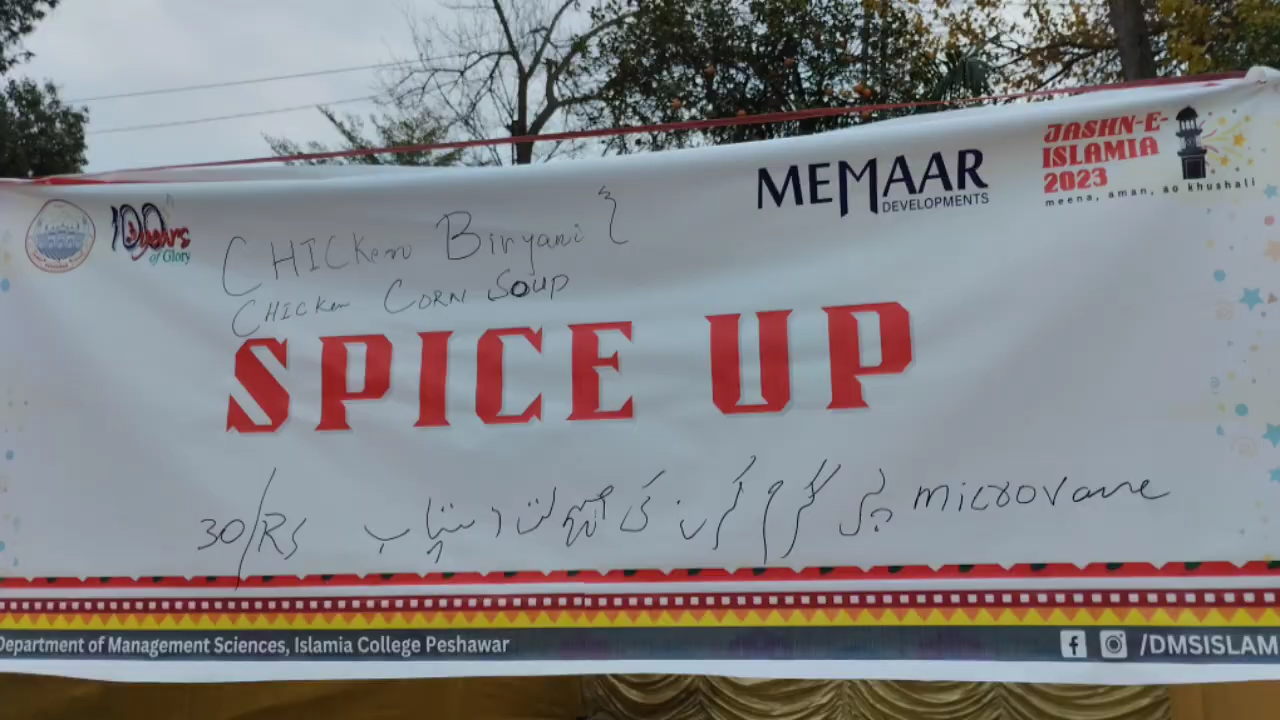 100 Years
of Glory
CHICKen Biryani
CHICKen CORN SOUP
MEMAAR
DEVELOPMENTS
JASHN-E-
ISLAMIA
2023
meena, aman, ao khushali
SPICE UP
microvave میں گرم کرنے کی سہولت دستیاب 30/Rs
Department of Management Sciences, Islamia College Peshawar
/DMSISLAM